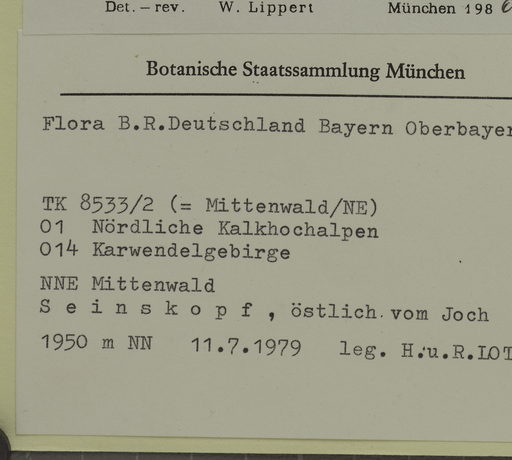 Det. – rev. W. Lippert München 198
Botanische Staatssammlung München
Flora B.R.Deutschland Bayern Oberbayer
TK 8533/2 (= Mittenwald/NE)
01 Nördliche Kalkhochalpen
014 Karwendelgebirge
NNE Mittenwald
S e i n s k o p f , östlich vom Joch
1950 m NN 11.7.1979 leg. H.u.R.LOT